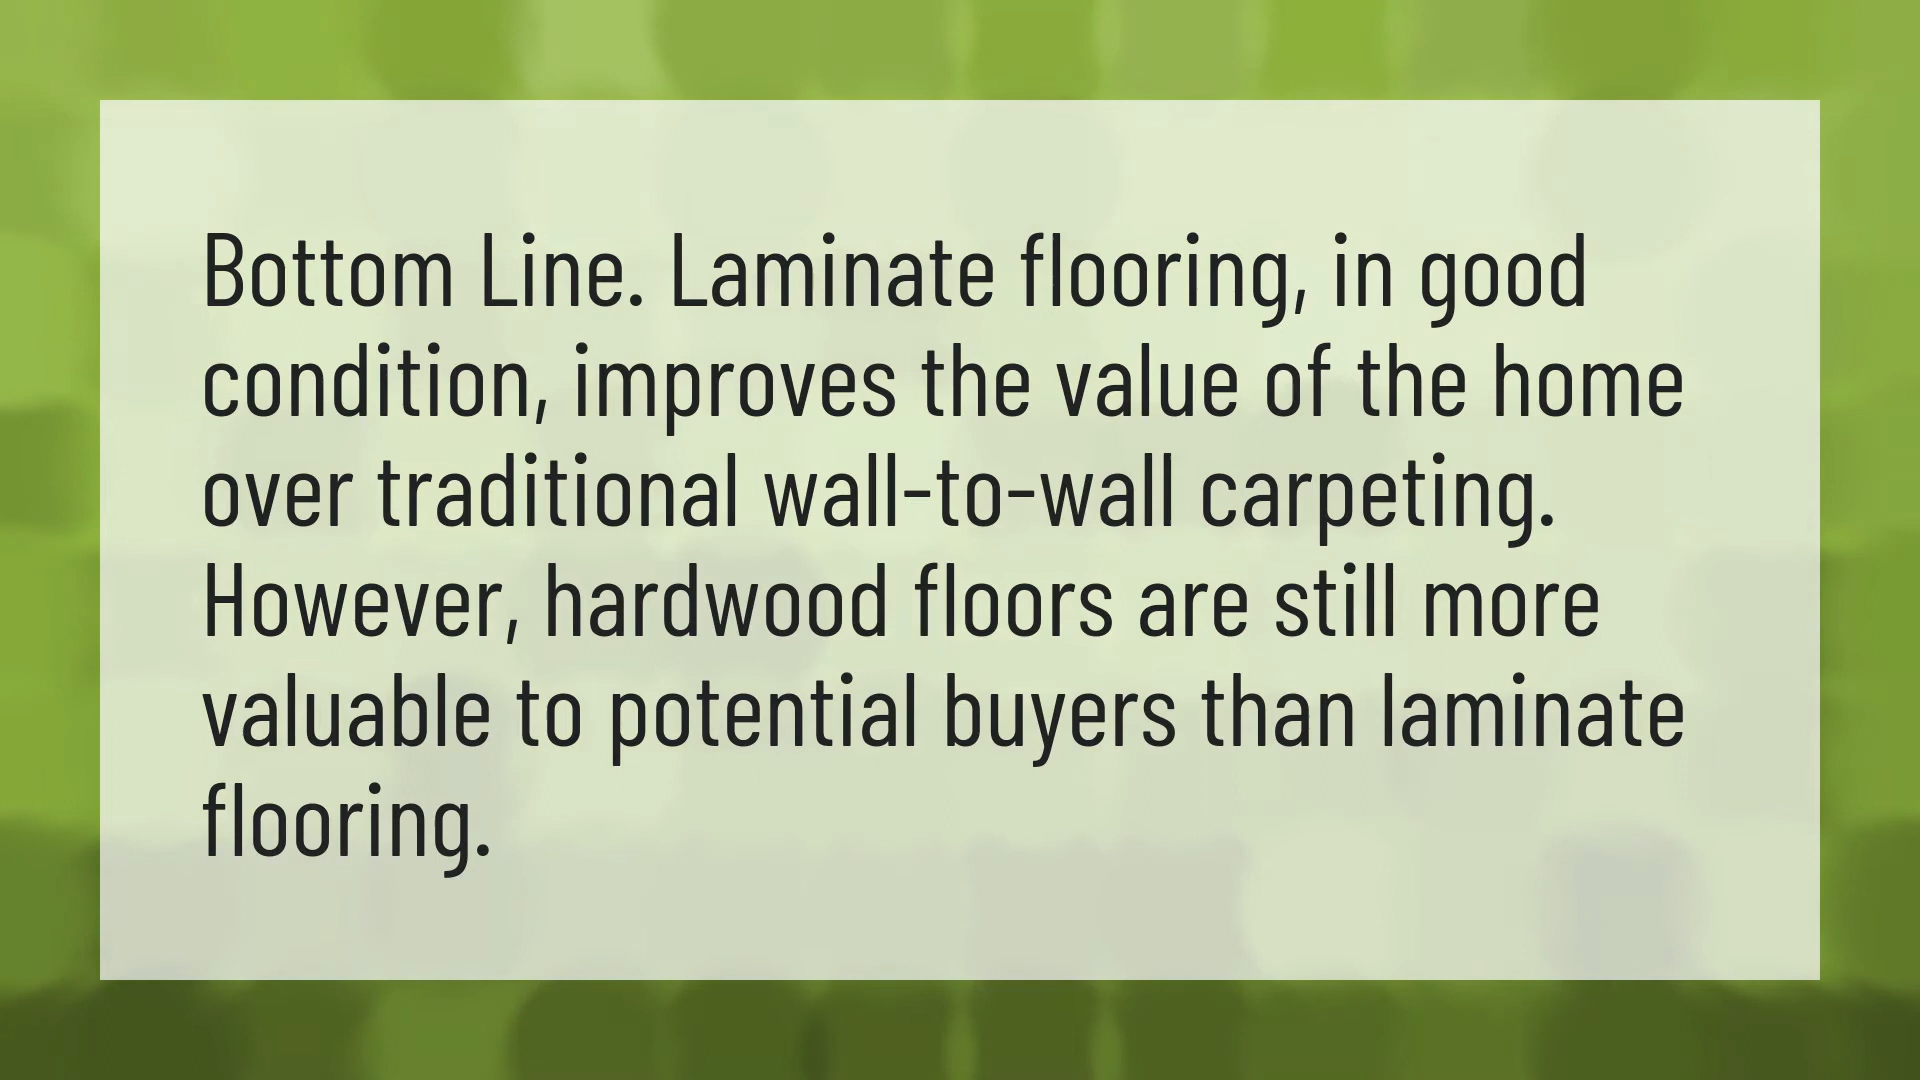 Bottom Line. Laminate flooring, in good
condition, improves the value of the home
over traditional wall-to-wall carpeting.
However, hardwood floors are still more
valuable to potential buyers than laminate
flooring.